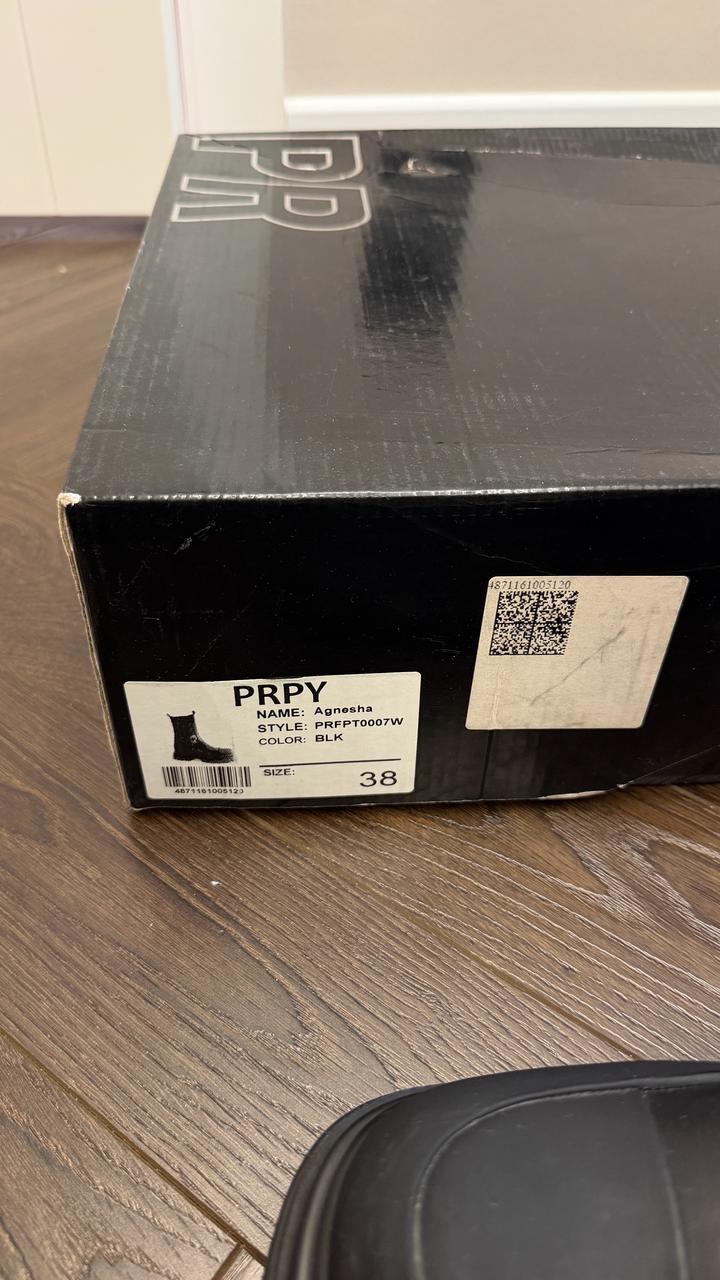 PR
4871161005120
PRPY
NAME: Agnesha
STYLE: PRFPT0007W
COLOR: BLK
SIZE: 38
4871161005120